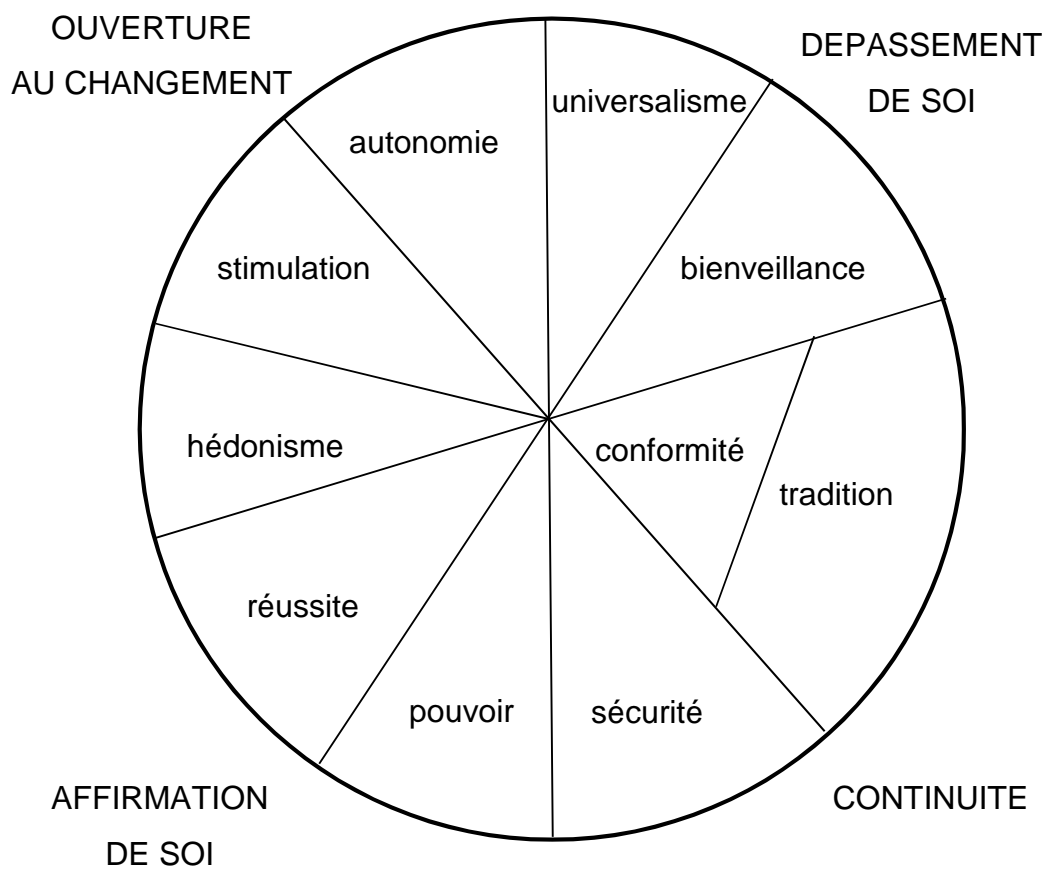 OUVERTURE
AU CHANGEMENT
DEPASSEMENT
DE SOI
universalisme
autonomie
stimulation
bienveillance
hédonisme
conformité
tradition
réussite
pouvoir
sécurité
AFFIRMATION
DE SOI
CONTINUITE